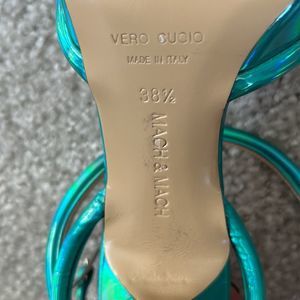 VERO CUOIO
MADE IN ITALY
38½
MACH & MACH